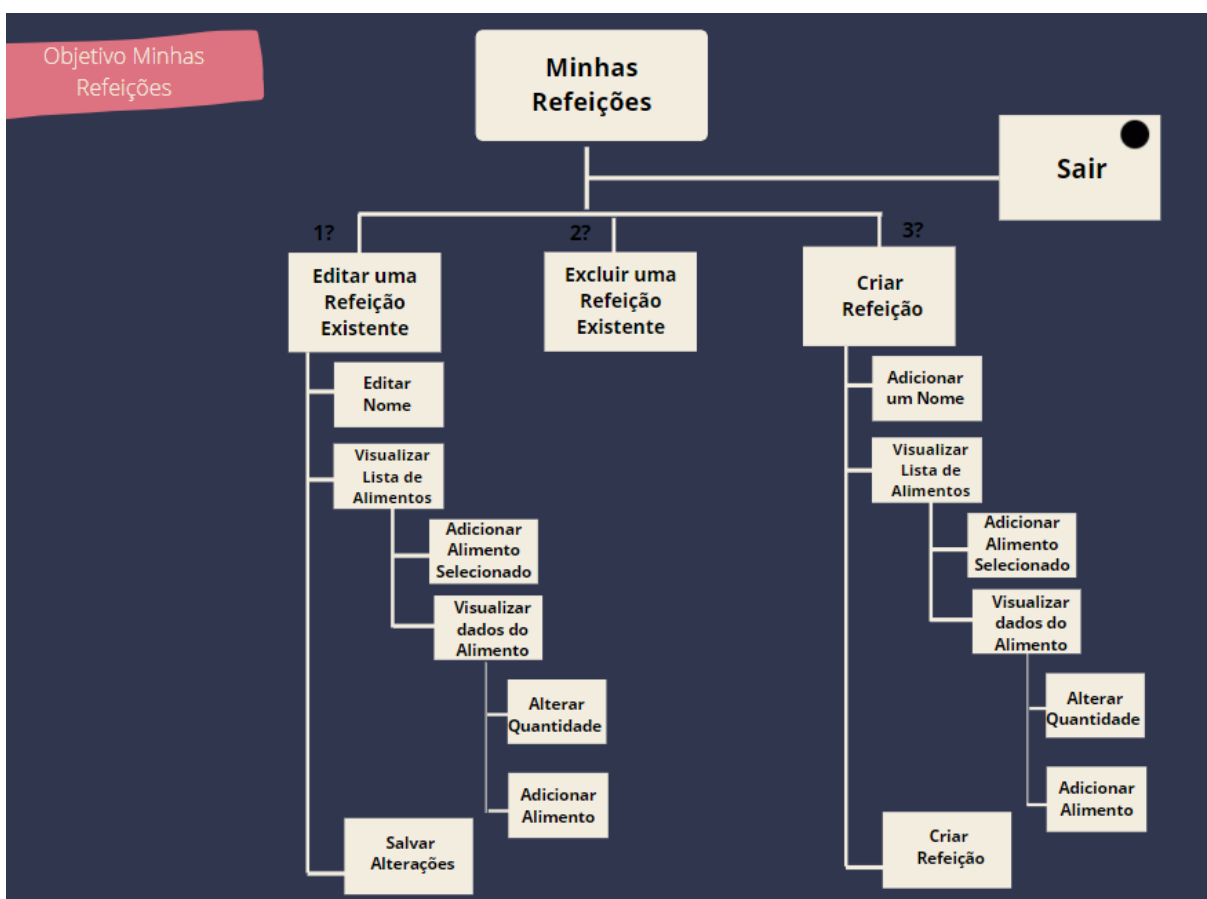 Objetivo Minhas
Refeições
Minhas
Refeições
Sair
1?
2?
3?
Editar uma
Refeição
Existente
Excluir uma
Refeição
Existente
Criar
Refeição
Editar
Nome
Visualizar
Lista de
Alimentos
Adicionar
Alimento
Selecionado
Visualizar
dados do
Alimento
Alterar
Quantidade
Adicionar
Alimento
Salvar
Alterações
Adicionar
um Nome
Visualizar
Lista de
Alimentos
Adicionar
Alimento
Selecionado
Visualizar
dados do
Alimento
Alterar
Quantidade
Adicionar
Alimento
Criar
Refeição